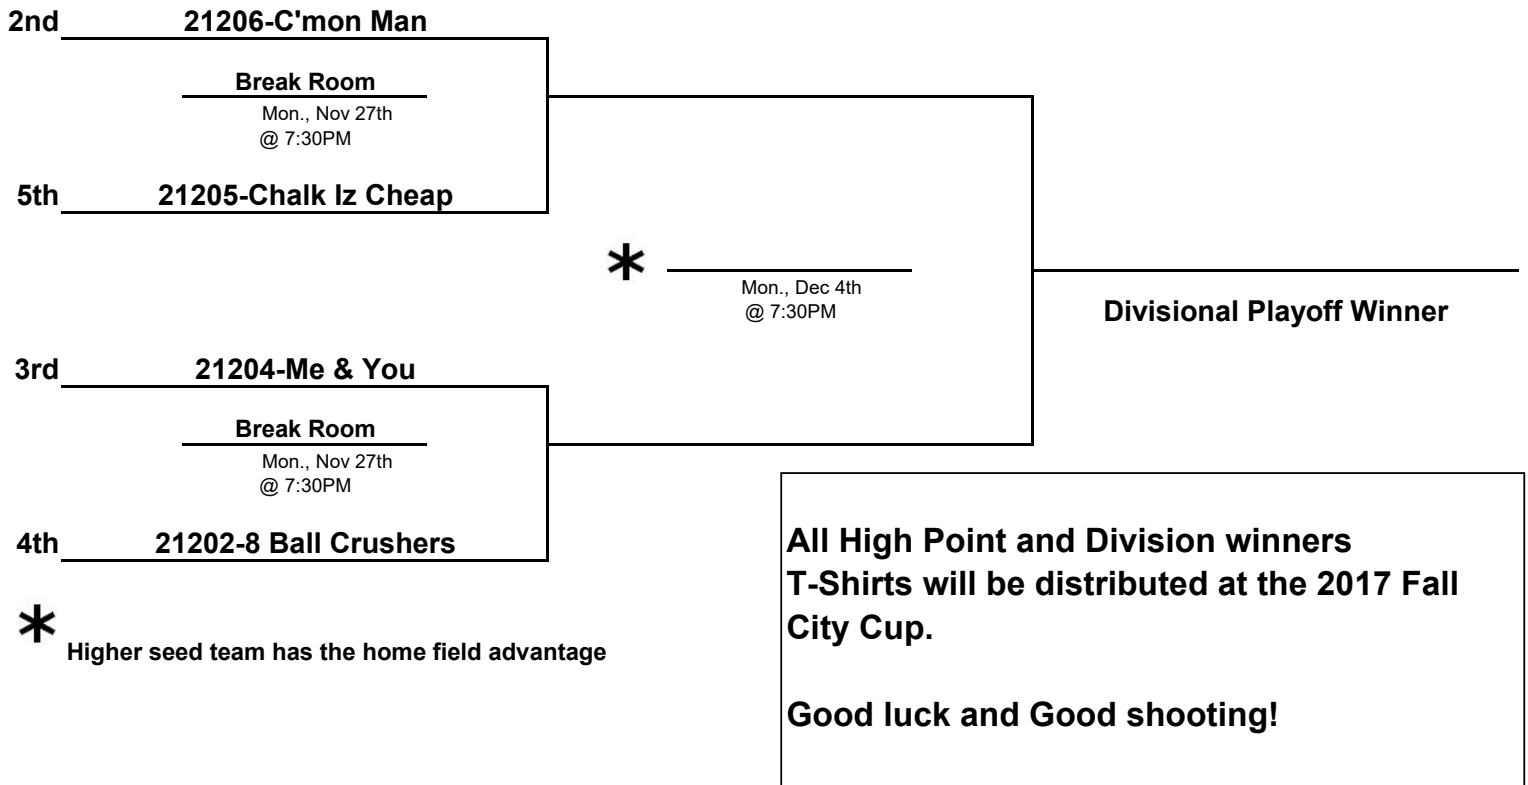 2nd 21206-C'mon Man
Break Room
Mon., Nov 27th
@ 7:30PM
5th 21205-Chalk Iz Cheap
*
Mon., Dec 4th
@ 7:30PM
Divisional Playoff Winner
3rd 21204-Me & You
Break Room
Mon., Nov 27th
@ 7:30PM
4th 21202-8 Ball Crushers
* Higher seed team has the home field advantage
All High Point and Division winners
T-Shirts will be distributed at the 2017 Fall
City Cup.
Good luck and Good shooting!